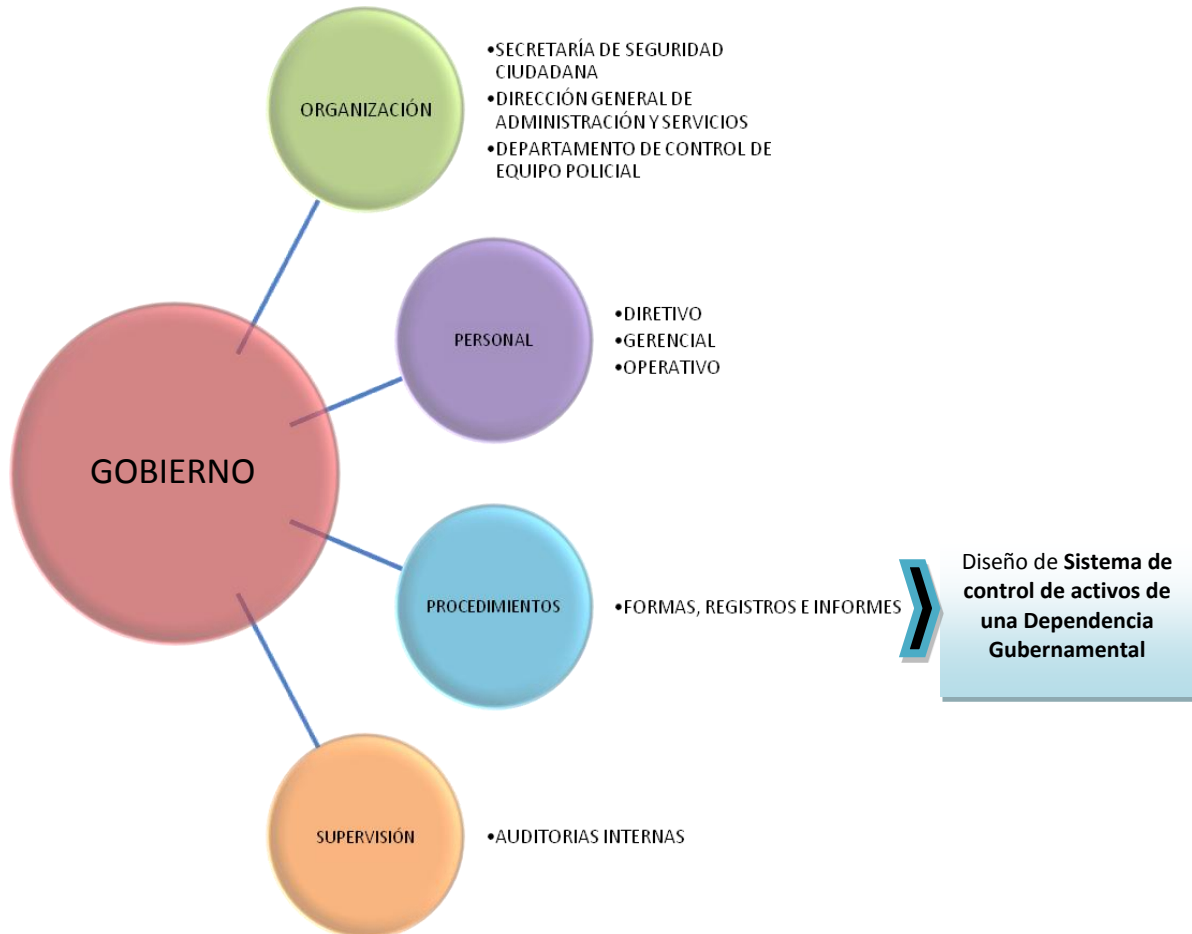 ORGANIZACIÓN
•SECRETARÍA DE SEGURIDAD
CIUDADANA
•DIRECCIÓN GENERAL DE
ADMINISTRACIÓN Y SERVICIOS
•DEPARTAMENTO DE CONTROL DE
EQUIPO POLICIAL
PERSONAL
•DIRETIVO
•GERENCIAL
•OPERATIVO
GOBIERNO
PROCEDIMIENTOS
•FORMAS, REGISTROS E INFORMES
Diseño de Sistema de
control de activos de
una Dependencia
Gubernamental
SUPERVISIÓN
•AUDITORIAS INTERNAS